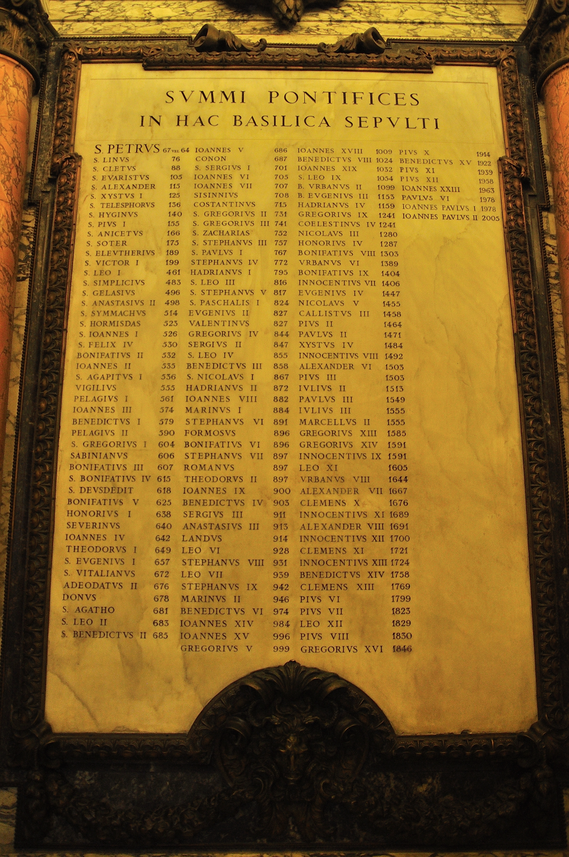 SVMMI PONTIFICES
IN HAC BASILICA SEPVLTI
S PETRVS 67 vel 64
S. LINVS 76
S. CLETVS 88
S. EVARISTVS 105
S. ALEXANDER 115
S. XYSTVS I 125
S. TELESPHORVS 136
S. HYGINVS 140
S. PIVS I 155
S. ANICETVS 166
S. SOTER 175
S. ELEVTHERIVS 189
S. VICTOR I 199
S. LEO I 461
S. SIMPLICIVS 483
S. GELASIVS 496
S. ANASTASIVS II 498
S. SYMMACHVS 514
S. HORMISDAS 523
S. IOANNES I 526
S. FELIX IV 530
BONIFATIVS II 532
IOANNES II 535
S. AGAPITVS I 536
VIGILIVS 555
PELAGIVS I 561
IOANNES III 574
BENEDICTVS I 579
PELAGIVS II 590
S. GREGORIVS I 604
SABINIANVS 606
BONIFATIVS III 607
S. BONIFATIVS IV 615
S. DEVSDEDIT 618
BONIFATIVS V 625
HONORIVS I 638
SEVERINVS 640
IOANNES IV 642
THEODORVS I 649
S. EVGENIVS I 657
S. VITALIANVS 672
ADEODATVS II 676
DONVS 678
S. AGATHO 681
S. LEO II 683
S. BENEDICTVS II 685
IOANNES V 686
CONON 687
S. SERGIVS I 701
IOANNES VI 705
IOANNES VII 707
SISINNIVS 708
COSTANTINVS 715
S. GREGORIVS II 731
S. GREGORIVS III 741
S. ZACHARIAS 752
S. STEPHANVS III 757
S. PAVLVS I 767
STEPHANVS IV 772
HADRIANVS I 795
S. LEO III 816
S. STEPHANVS V 817
S. PASCHALIS I 824
EVGENIVS II 827
VALENTINVS 827
GREGORIVS IV 844
SERGIVS II 847
S. LEO IV 855
BENEDICTVS III 858
S. NICOLAVS I 867
HADRIANVS II 872
IOANNES VIII 882
MARINVS I 884
STEPHANVS VI 891
FORMOSVS 896
BONIFATIVS VI 896
STEPHANVS VII 897
ROMANVS 897
THEODORVS II 897
IOANNES IX 900
BENEDICTVS IV 903
SERGIVS III 911
ANASTASIVS III 913
LANDVS 914
LEO VI 928
STEPHANVS VIII 931
LEO VII 939
STEPHANVS IX 942
MARINVS II 946
BENEDICTVS VI 974
IOANNES XIV 984
IOANNES XV 996
GREGORIVS V 999
IOANNES XVIII 1009
BENEDICTVS VIII 1024
IOANNES XIX 1032
S. LEO IX 1054
B. VRBANVS II 1099
B. EVGENIVS III 1153
HADRIANVS IV 1159
GREGORIVS IX 1241
COELESTINVS IV 1241
NICOLAVS III 1280
HONORIVS IV 1287
BONIFATIVS VIII 1303
VRBANVS VI 1389
BONIFATIVS IX 1404
INNOCENTIVS VII 1406
EVGENIVS IV 1447
NICOLAVS V 1455
CALLISTVS III 1458
PIVS II 1464
PAVLVS II 1471
XYSTVS IV 1484
INNOCENTIVS VIII 1492
ALEXANDER VI 1503
PIVS III 1503
IVLIVS II 1513
PAVLVS III 1549
IVLIVS III 1555
MARCELLVS II 1555
GREGORIVS XIII 1585
GREGORIVS XIV 1591
INNOCENTIVS IX 1591
LEO XI 1605
VRBANVS VIII 1644
ALEXANDER VII 1667
CLEMENS X 1676
INNOCENTIVS XI 1689
ALEXANDER VIII 1691
INNOCENTIVS XII 1700
CLEMENS XI 1721
INNOCENTIVS XIII 1724
BENEDICTVS XIV 1758
CLEMENS XIII 1769
PIVS VI 1799
PIVS VII 1823
LEO XII 1829
PIVS VIII 1830
GREGORIVS XVI 1846
PIVS X 1914
BENEDICTVS XV 1922
PIVS XI 1939
PIVS XII 1958
IOANNES XXIII 1963
PAVLVS VI 1978
IOANNES PAVLVS I 1978
IOANNES PAVLVS II 2005